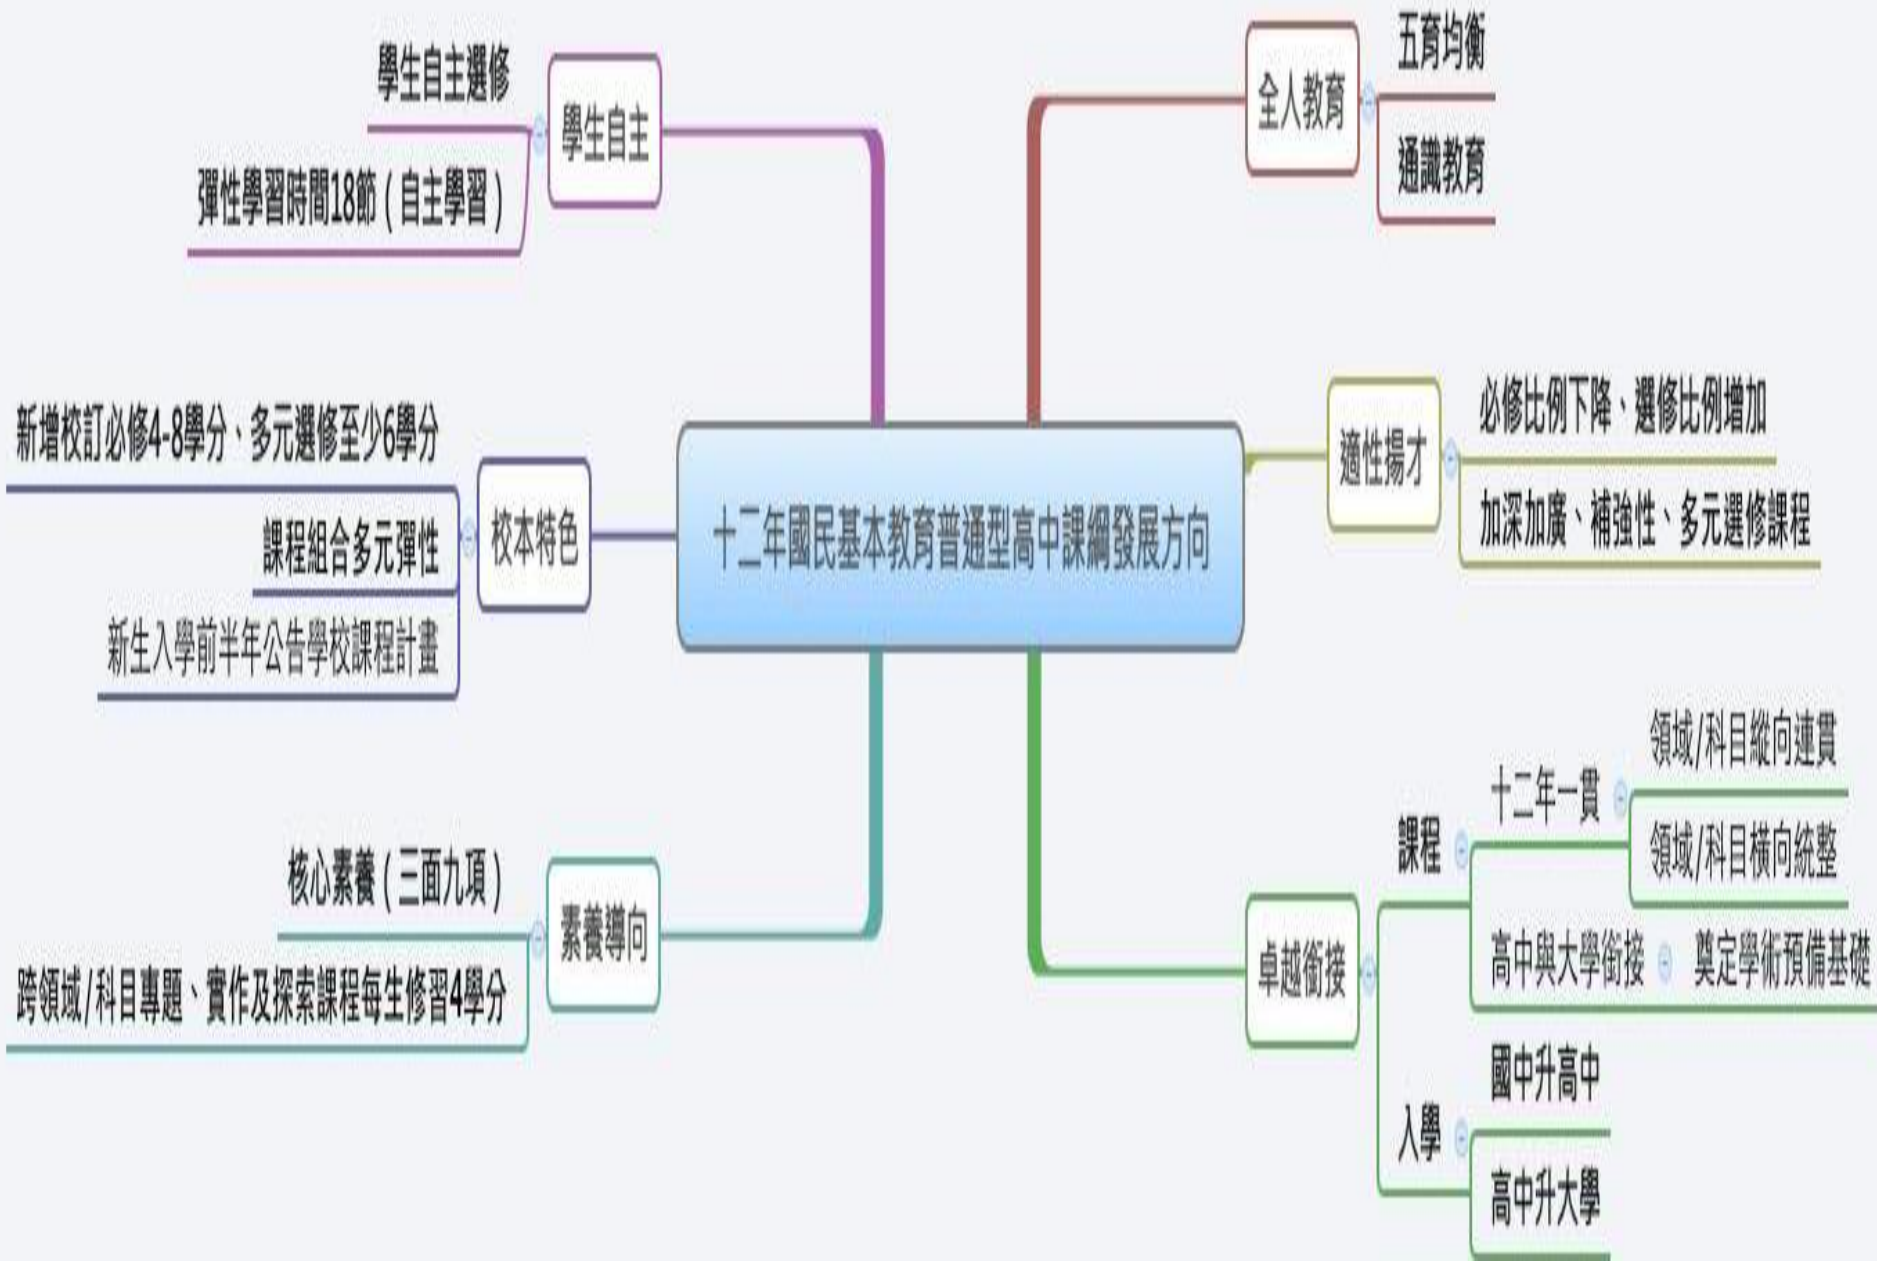 十二年國民基本教育普通型高中課綱發展方向
全人教育
五育均衡
通識教育
適性揚才
必修比例下降、選修比例增加
加深加廣、補強性、多元選修課程
卓越銜接
課程
十二年一貫
領域/科目縱向連貫
領域/科目橫向統整
高中與大學銜接
奠定學術預備基礎
入學
國中升高中
高中升大學
學生自主
學生自主選修
彈性學習時間18節(自主學習)
校本特色
新增校訂必修4-8學分、多元選修至少6學分
課程組合多元彈性
新生入學前半年公告學校課程計畫
素養導向
核心素養(三面九項)
跨領域/科目專題、實作及探索課程每生修習4學分